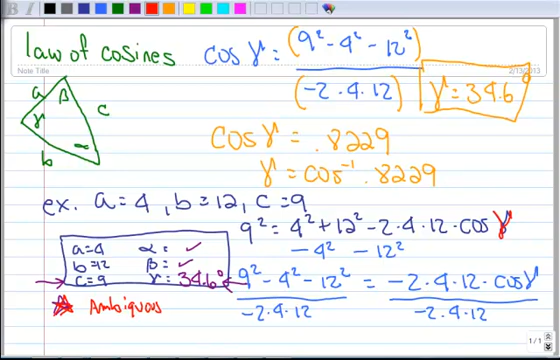 law of cosines
cos γ = (9² - 4² - 12²)
(-2·4·12)
γ = 34.6
Note Title
2/13/2013
a
β
c
γ
b
α
cos γ = .8229
γ = cos⁻¹ .8229
ex. a = 4, b = 12, c = 9
9² = 4² + 12² - 2·4·12·cos γ
-4² -12²
a=4 α = ✓
b=12 β = ✓
c=9 γ = 34.6°
9² - 4² - 12² = -2·4·12·cos γ
-2·4·12 -2·4·12
Ambiguous
1/1